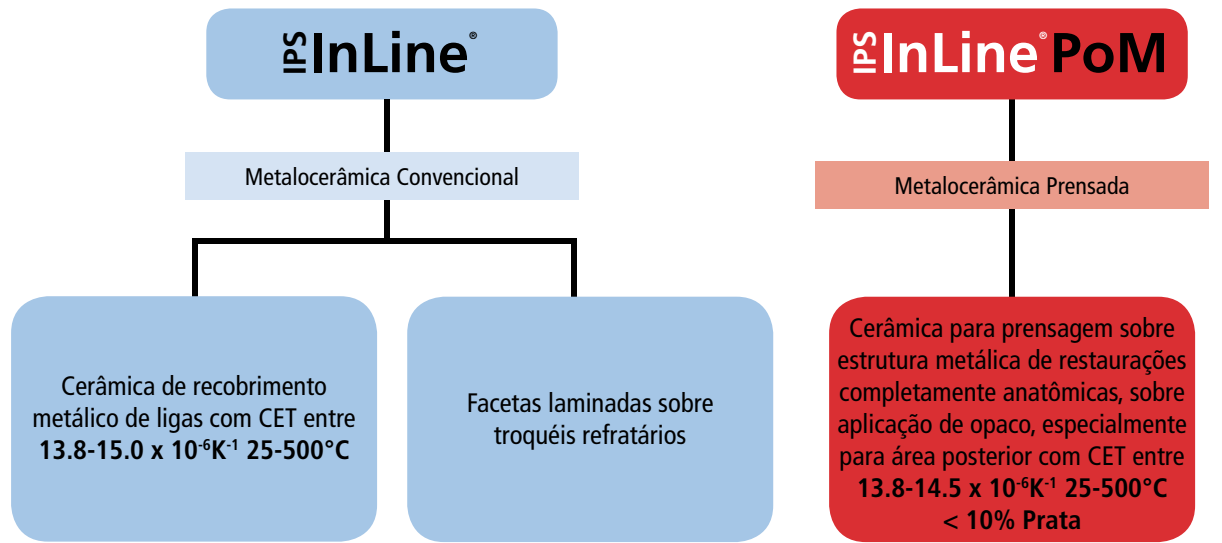 IPS InLine®
IPS InLine® PoM
Metalocerâmica Convencional
Metalocerâmica Prensada
Cerâmica de recobrimento
metálico de ligas com CET entre
13.8-15.0 x 10⁻⁶K⁻¹ 25-500°C
Facetas laminadas sobre
troquéis refratários
Cerâmica para prensagem sobre
estrutura metálica de restaurações
completamente anatômicas, sobre
aplicação de opaco, especialmente
para área posterior com CET entre
13.8-14.5 x 10⁻⁶K⁻¹ 25-500°C
< 10% Prata